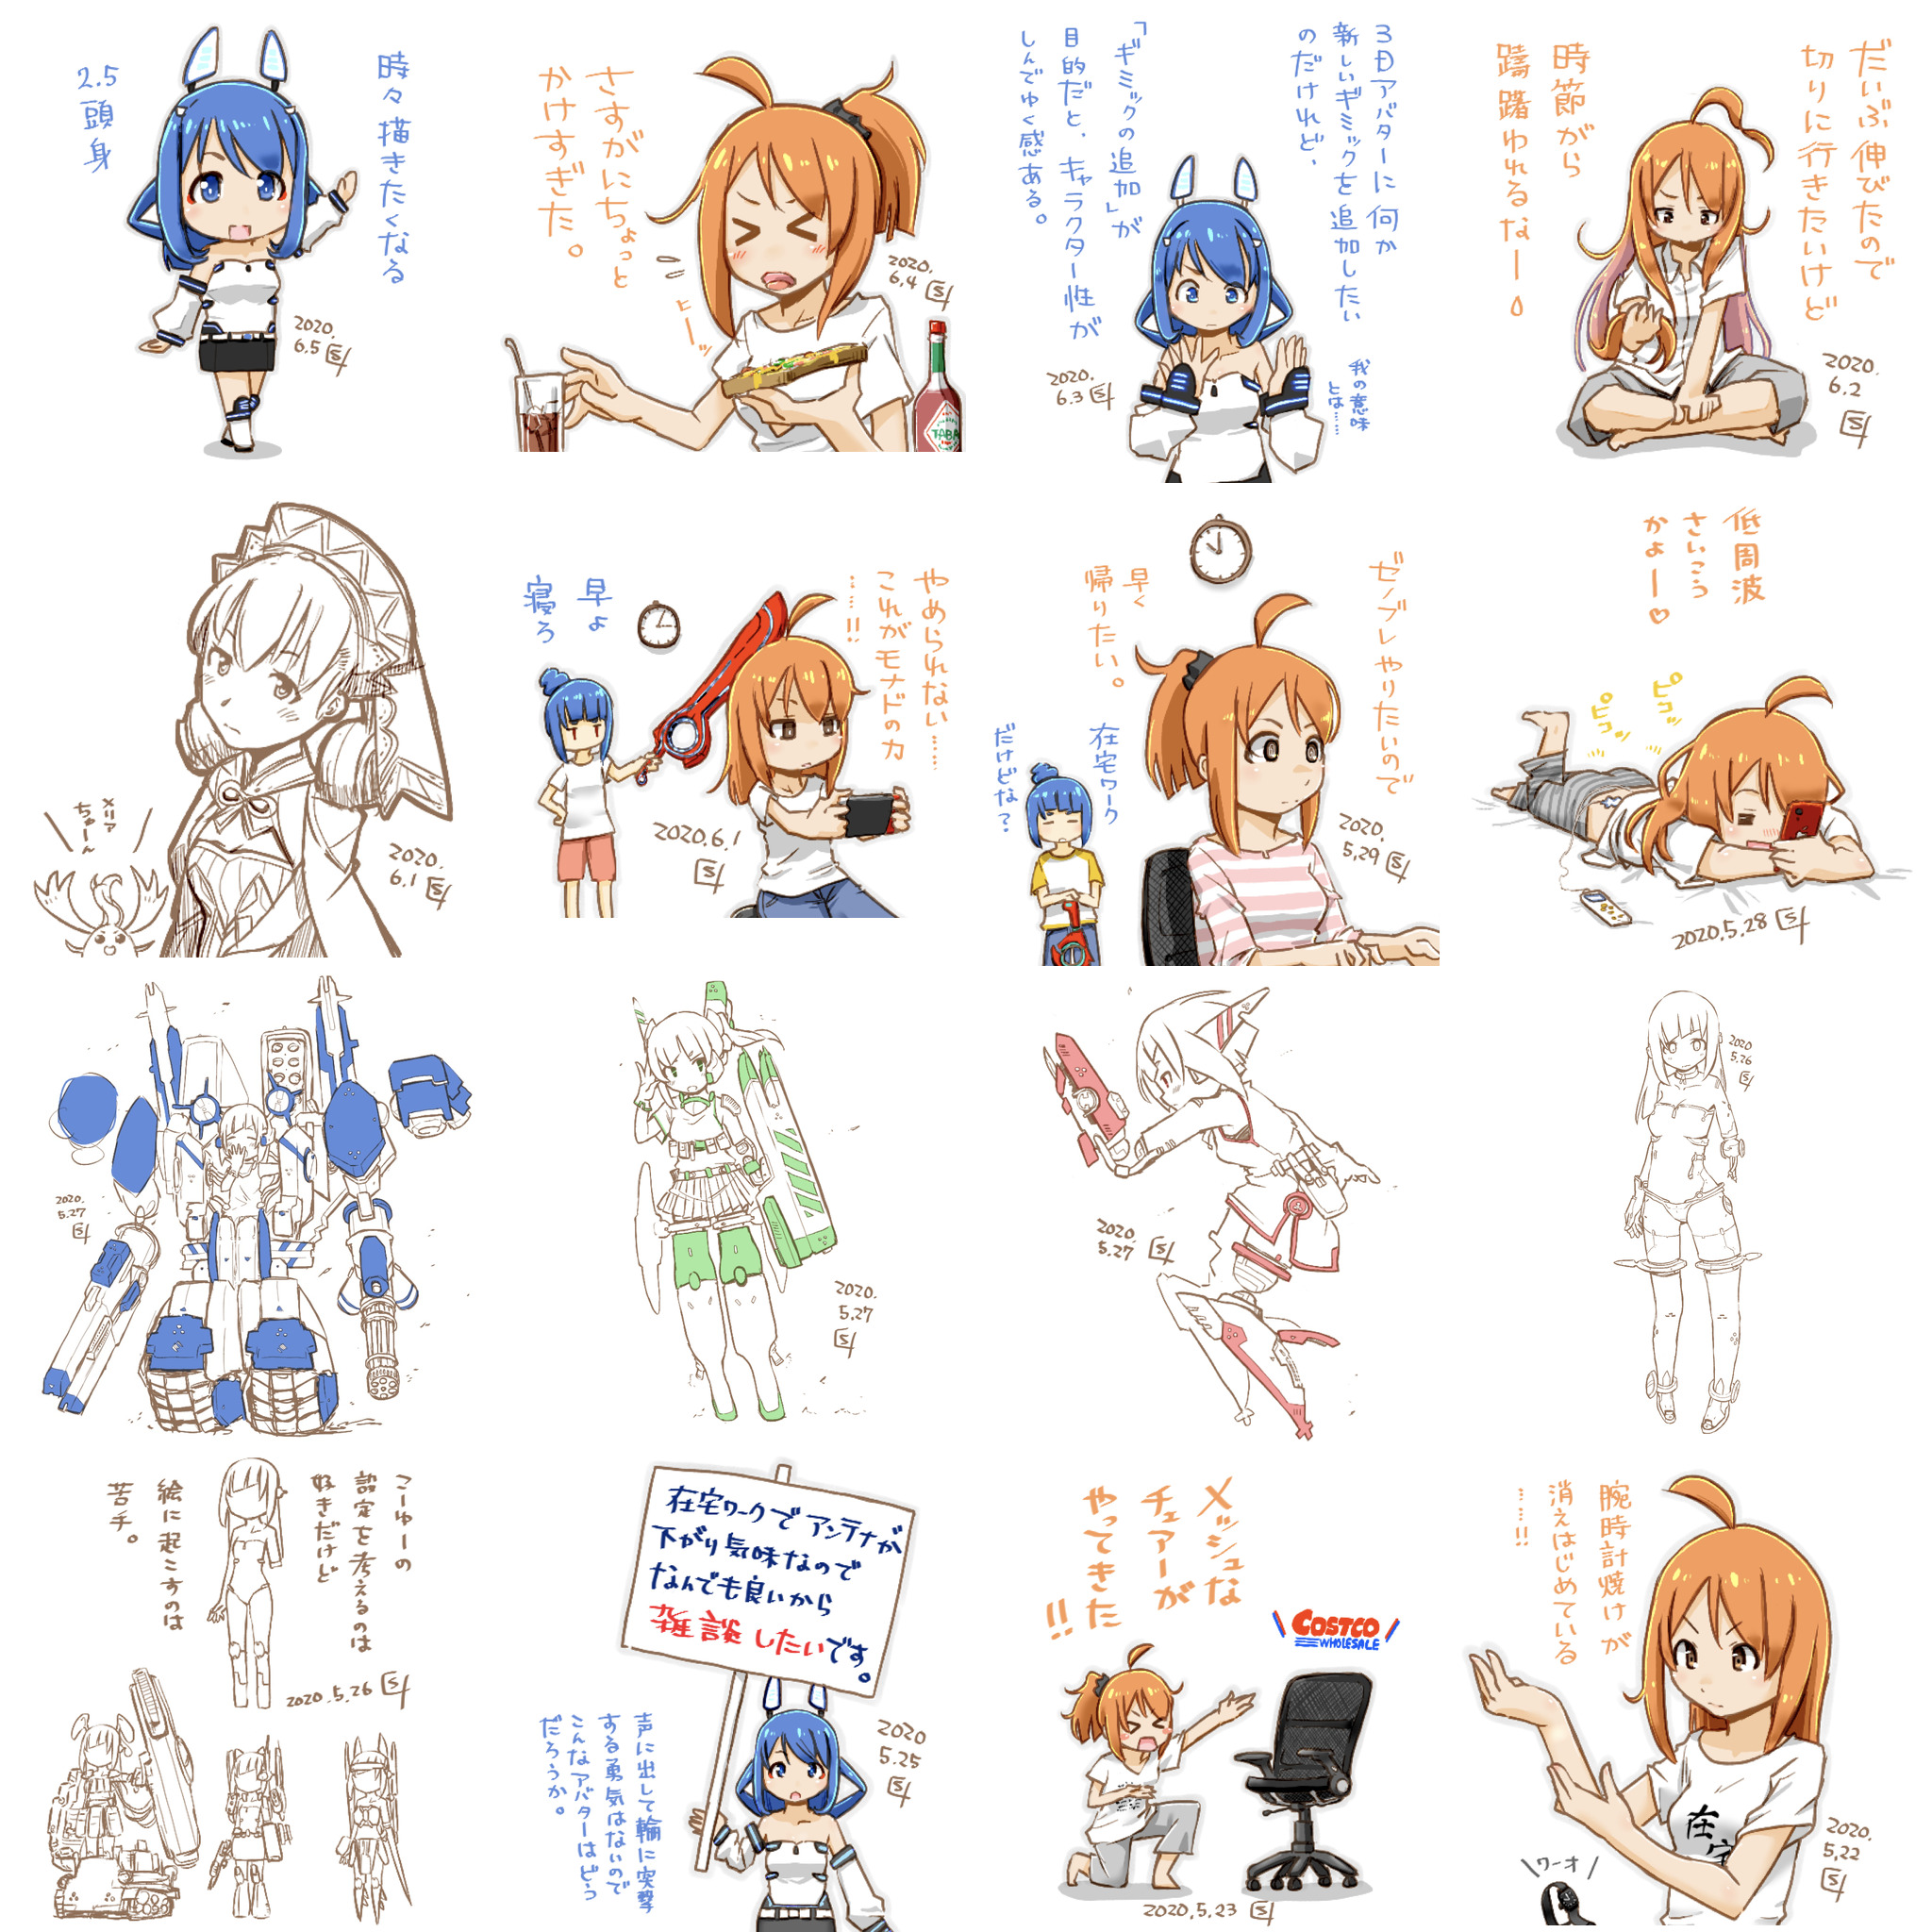 時々描きたくなる
2.5頭身
2020.
6.5
さすがにちょっと
かけすぎた。
ヒーッ
2020.
6.4
TABA
3Dアバターに何か
新しいギミックを追加したい
のだけれど、
「ギミックの追加」が
目的だと、キャラクター性が
しんでゆく感ある。
我の意味
とは……
2020.
6.3
だいぶ伸びたので
切りに行きたいけど
時節がら
躊躇われるなー。
2020.
6.2
メリア
ちゃーん
2020.
6.1
やめられない……
これがモナドの力
……!!
早よ
寝ろ
2020.6.1
ゼノブレやりたいので
早く
帰りたい。
在宅ワーク
だけどな?
2020.
5.29
低周波
さいこう
かよー♡
ピコッ
ピコッ
2020.5.28
2020.
5.27
2020.
5.27
2020.
5.27
2020
5.26
こーゆーの
設定を考えるのは
好きだけど
絵に起こすのは
苦手。
2020.5.26
在宅ワークでアンテナが
下がり気味なので
なんでも良いから
雑談したいです。
声に出して輪に突撃
する勇気はないので
こんなアバターはどう
だろうか。
2020
5.25
メッシュな
チェアーが
やってきた
!!
COSTCO
WHOLESALE
2020.5.23
腕時計焼けが
消えはじめている
……!!
在宅
ワーオ
2020.
5.22